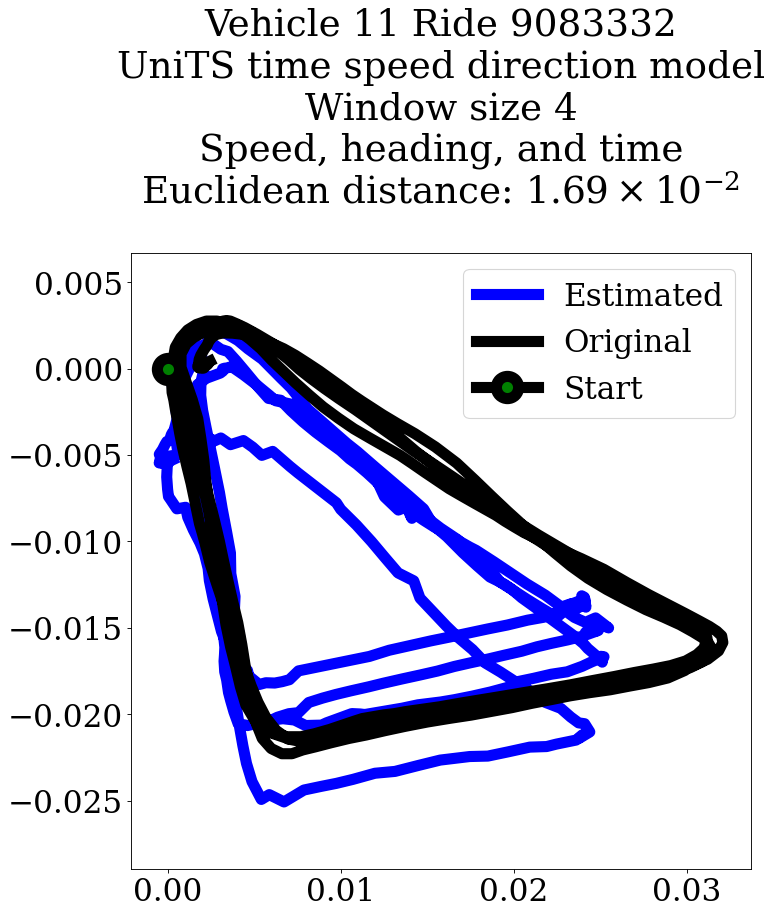 Vehicle 11 Ride 9083332
UniTS time speed direction model
Window size 4
Speed, heading, and time
Euclidean distance: 1.69 × 10⁻²
Estimated
Original
Start
0.005
0.000
−0.005
−0.010
−0.015
−0.020
−0.025
0.00 0.01 0.02 0.03